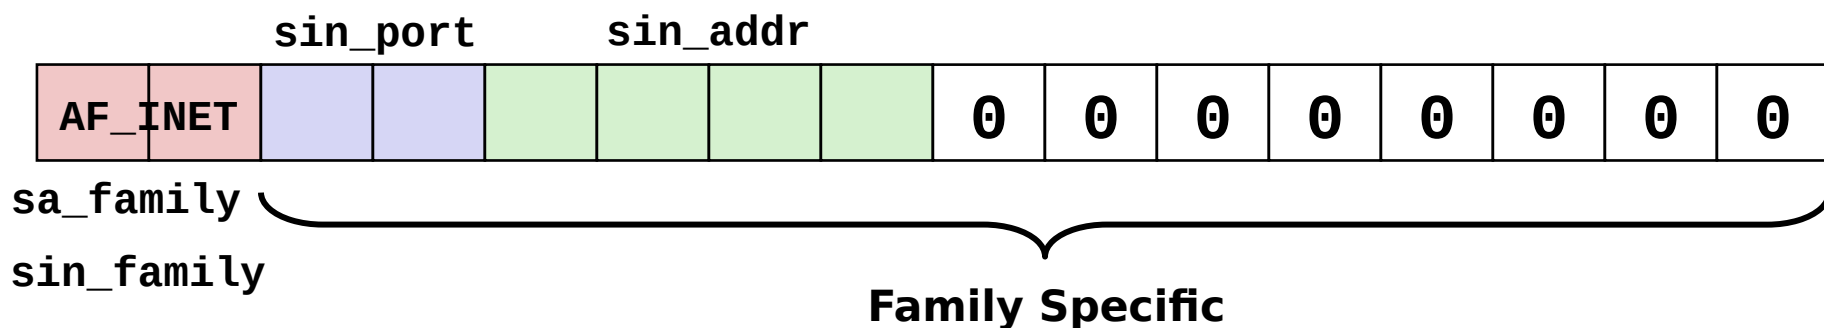 sin_port sin_addr
AF_INET 0 0 0 0 0 0 0 0
sa_family
sin_family
Family Specific